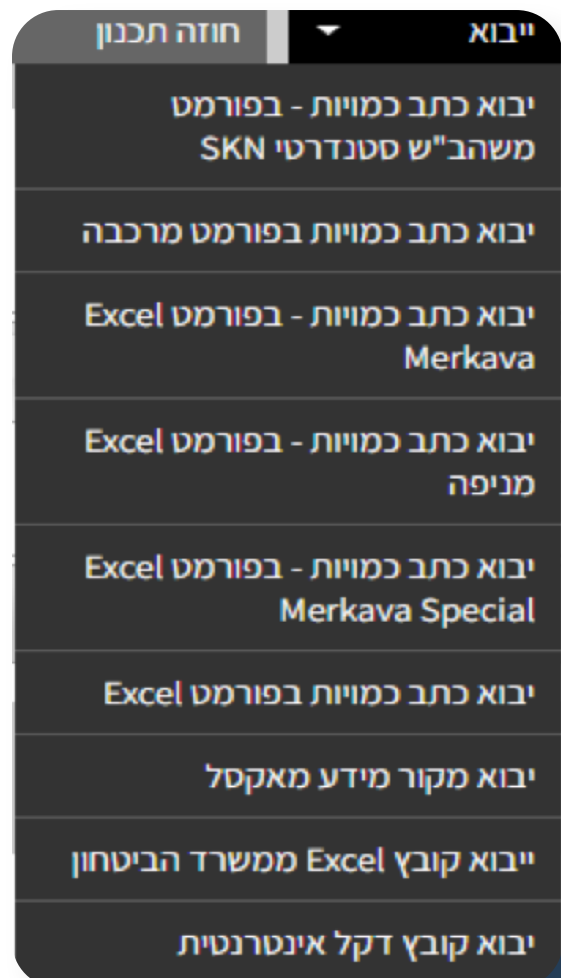 ייבוא
חוזה תכנון
יבוא כתב כמויות - בפורמט
משהב"ש סטנדרטי SKN
יבוא כתב כמויות בפורמט מרכבה
יבוא כתב כמויות - בפורמט Excel
Merkava
יבוא כתב כמויות - בפורמט Excel
מניפה
יבוא כתב כמויות - בפורמט Excel
Merkava Special
יבוא כתב כמויות בפורמט Excel
יבוא מקור מידע מאקסל
ייבוא קובץ Excel ממשרד הביטחון
יבוא קובץ דקל אינטרנטית